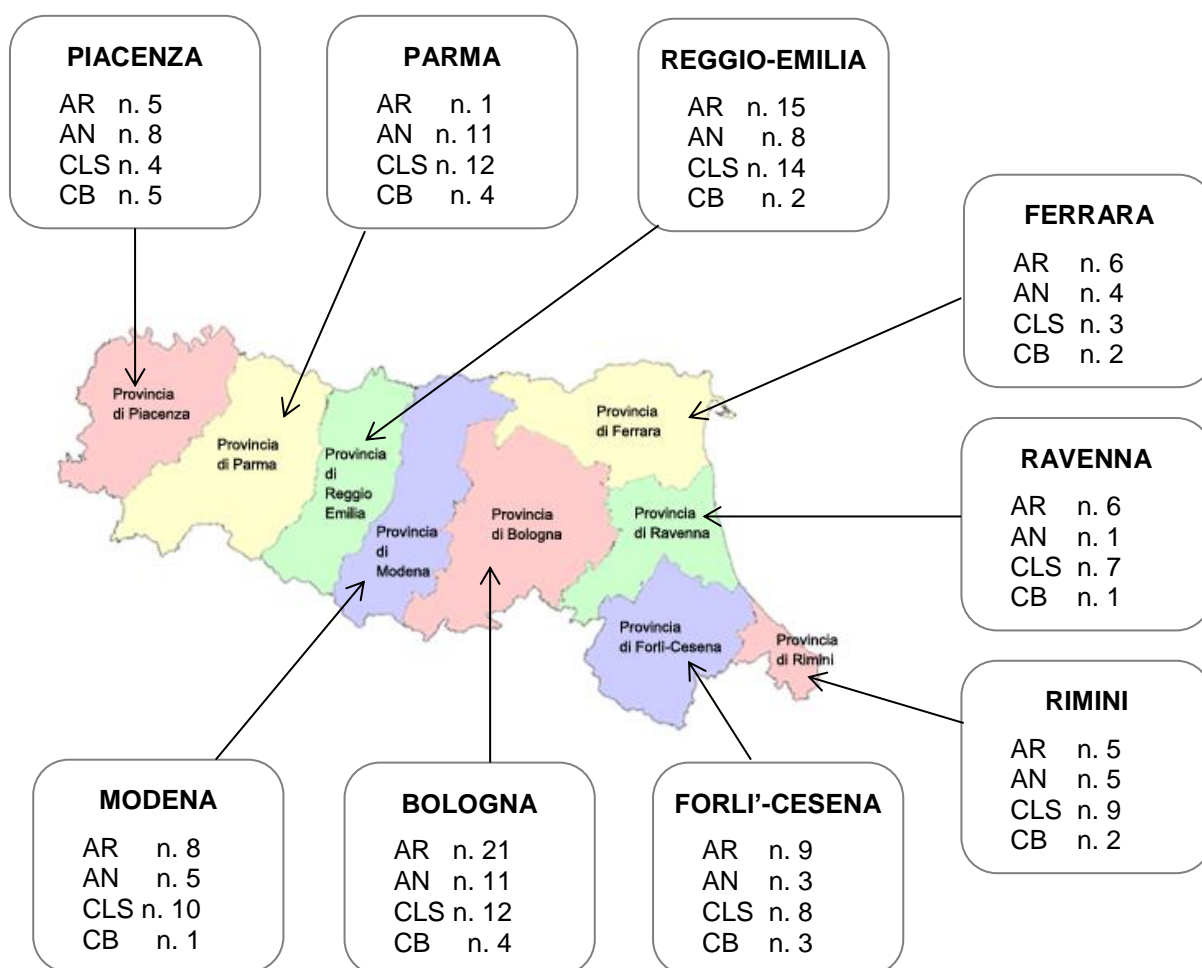 PIACENZA
AR n. 5
AN n. 8
CLS n. 4
CB n. 5
PARMA
AR n. 1
AN n. 11
CLS n. 12
CB n. 4
REGGIO-EMILIA
AR n. 15
AN n. 8
CLS n. 14
CB n. 2
FERRARA
AR n. 6
AN n. 4
CLS n. 3
CB n. 2
Provincia
di Piacenza
Provincia
di Parma
Provincia
di
Reggio
Emilia
Provincia
di
Modena
Provincia
di Bologna
Provincia
di Ferrara
Provincia
di Ravenna
Provincia
di Forlì-Cesena
Provincia
di Rimini
RAVENNA
AR n. 6
AN n. 1
CLS n. 7
CB n. 1
RIMINI
AR n. 5
AN n. 5
CLS n. 9
CB n. 2
MODENA
AR n. 8
AN n. 5
CLS n. 10
CB n. 1
BOLOGNA
AR n. 21
AN n. 11
CLS n. 12
CB n. 4
FORLI’-CESENA
AR n. 9
AN n. 3
CLS n. 8
CB n. 3